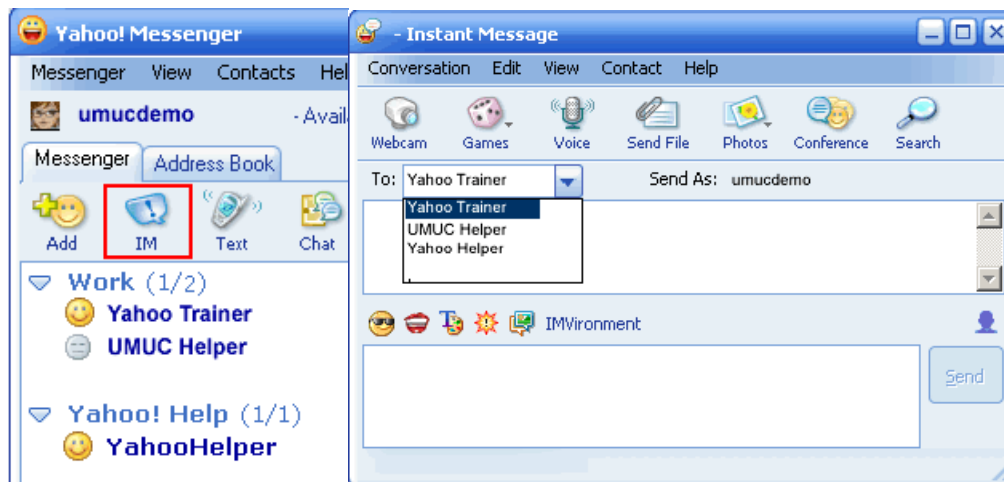 Yahoo! Messenger
Messenger View Contacts Hel
umucdemo - Avail
Messenger Address Book
Add IM Text Chat
Work (1/2)
Yahoo Trainer
UMUC Helper
Yahoo! Help (1/1)
YahooHelper
- Instant Message
Conversation Edit View Contact Help
Webcam Games Voice Send File Photos Conference Search
To: Yahoo Trainer Send As: umucdemo
Yahoo Trainer
UMUC Helper
Yahoo Helper
IMVironment
Send